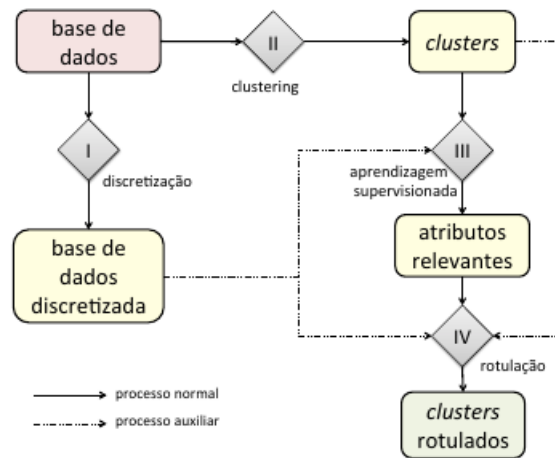 base de
dados
II
clustering
clusters
I
discretização
III
aprendizagem
supervisionada
base de
dados
discretizada
atributos
relevantes
IV
rotulação
clusters
rotulados
processo normal
processo auxiliar